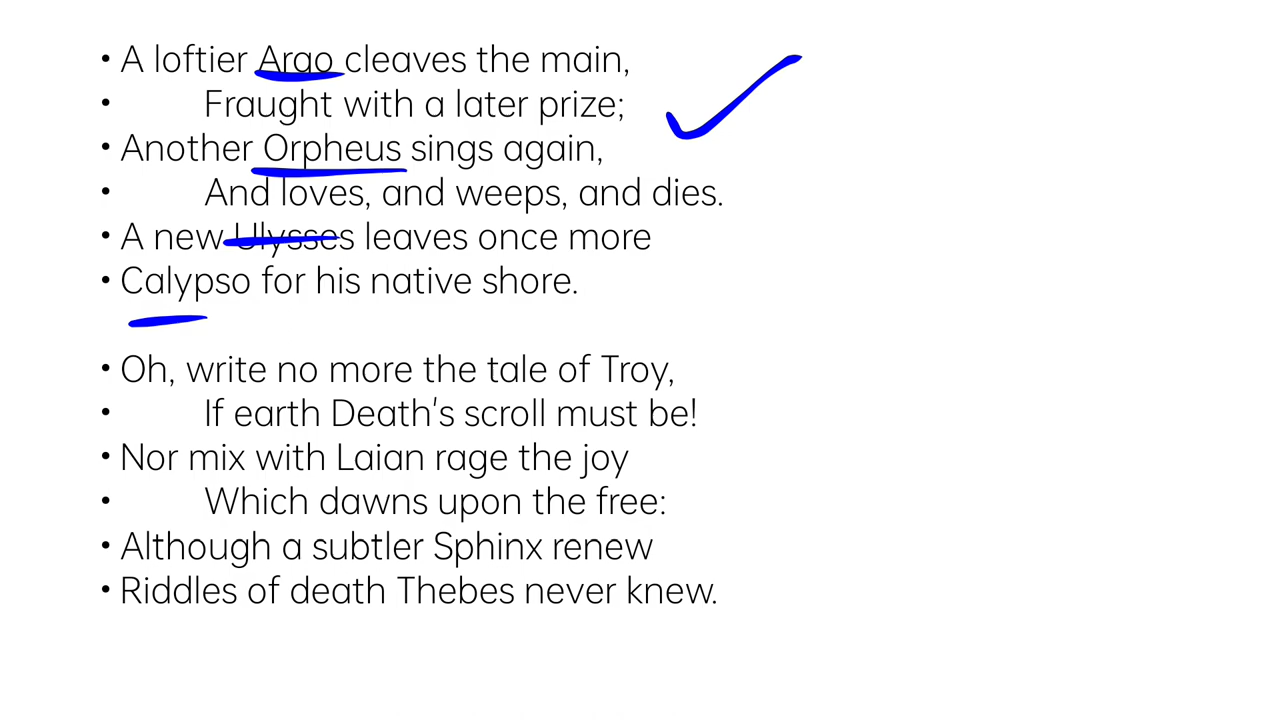 • A loftier Argo cleaves the main,
• Fraught with a later prize;
• Another Orpheus sings again,
• And loves, and weeps, and dies.
• A new Ulysses leaves once more
• Calypso for his native shore.
• Oh, write no more the tale of Troy,
• If earth Death's scroll must be!
• Nor mix with Laian rage the joy
• Which dawns upon the free:
• Although a subtler Sphinx renew
• Riddles of death Thebes never knew.